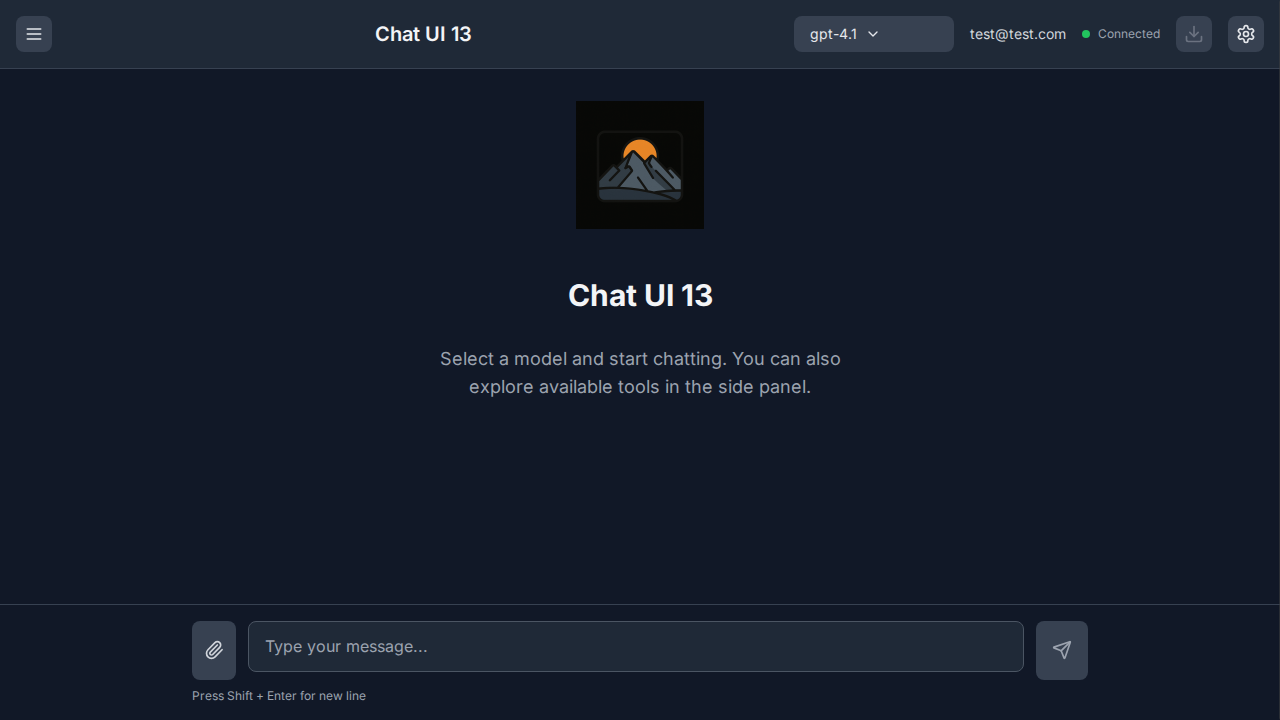 Chat UI 13
gpt-4.1
test@test.com
Connected
Chat UI 13
Select a model and start chatting. You can also
explore available tools in the side panel.
Type your message...
Press Shift + Enter for new line